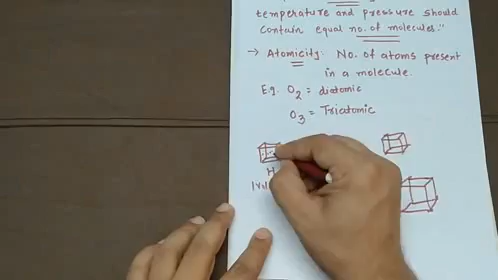 temperature and pressure should
contain equal no. of molecules."
→ Atomicity: No. of atoms present
in a molecule.
E.g. O2 = diatomic
O3 = Triatomic
H